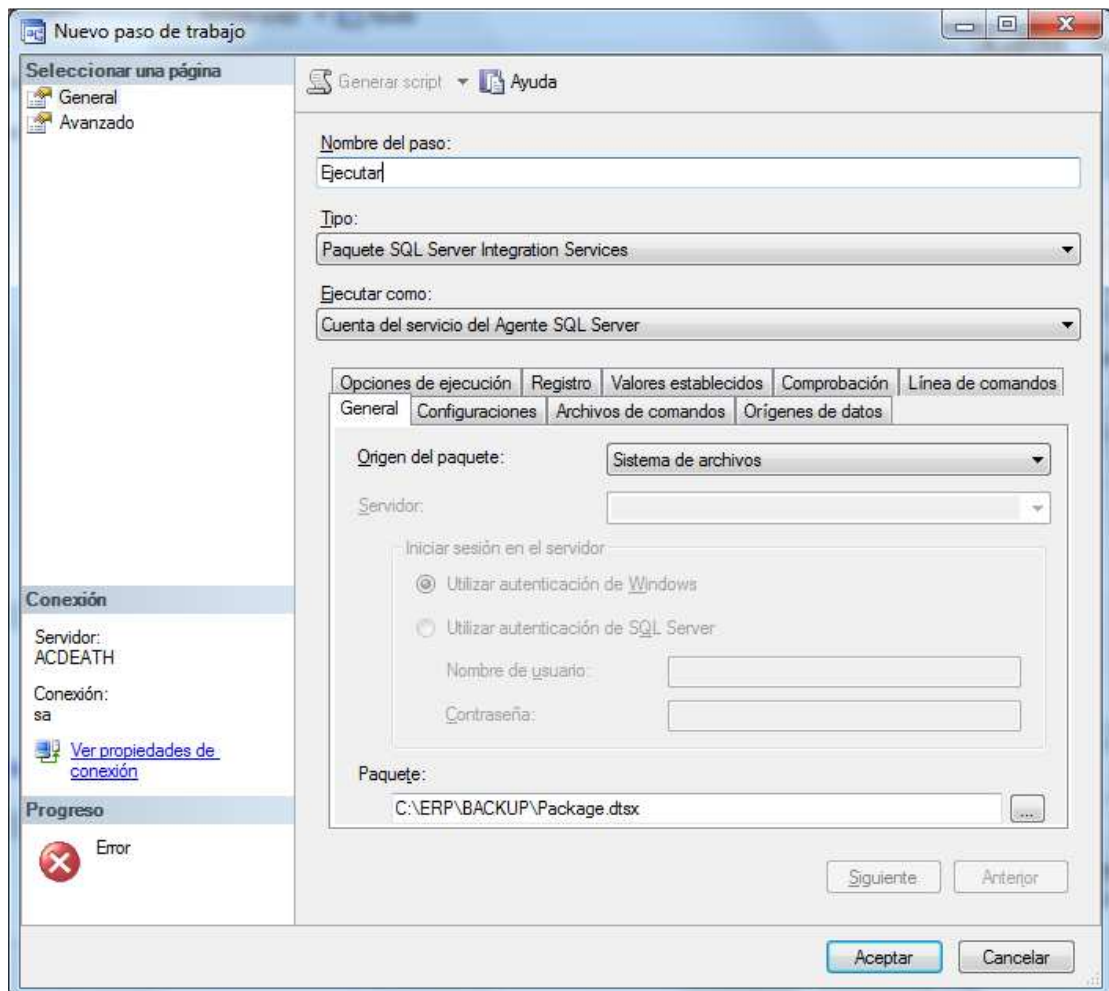 Nuevo paso de trabajo
Seleccionar una página
General
Avanzado
Generar script
Ayuda
Nombre del paso:
Ejecutar
Tipo:
Paquete SQL Server Integration Services
Ejecutar como:
Cuenta del servicio del Agente SQL Server
Opciones de ejecución
Registro
Valores establecidos
Comprobación
Línea de comandos
General
Configuraciones
Archivos de comandos
Orígenes de datos
Origen del paquete:
Sistema de archivos
Servidor:
Iniciar sesión en el servidor
Utilizar autenticación de Windows
Utilizar autenticación de SQL Server
Nombre de usuario:
Contraseña:
Paquete:
C:\ERP\BACKUP\Package.dtsx
...
Conexión
Servidor:
ACDEATH
Conexión:
sa
Ver propiedades de
conexión
Progreso
Error
Siguiente
Anterior
Aceptar
Cancelar